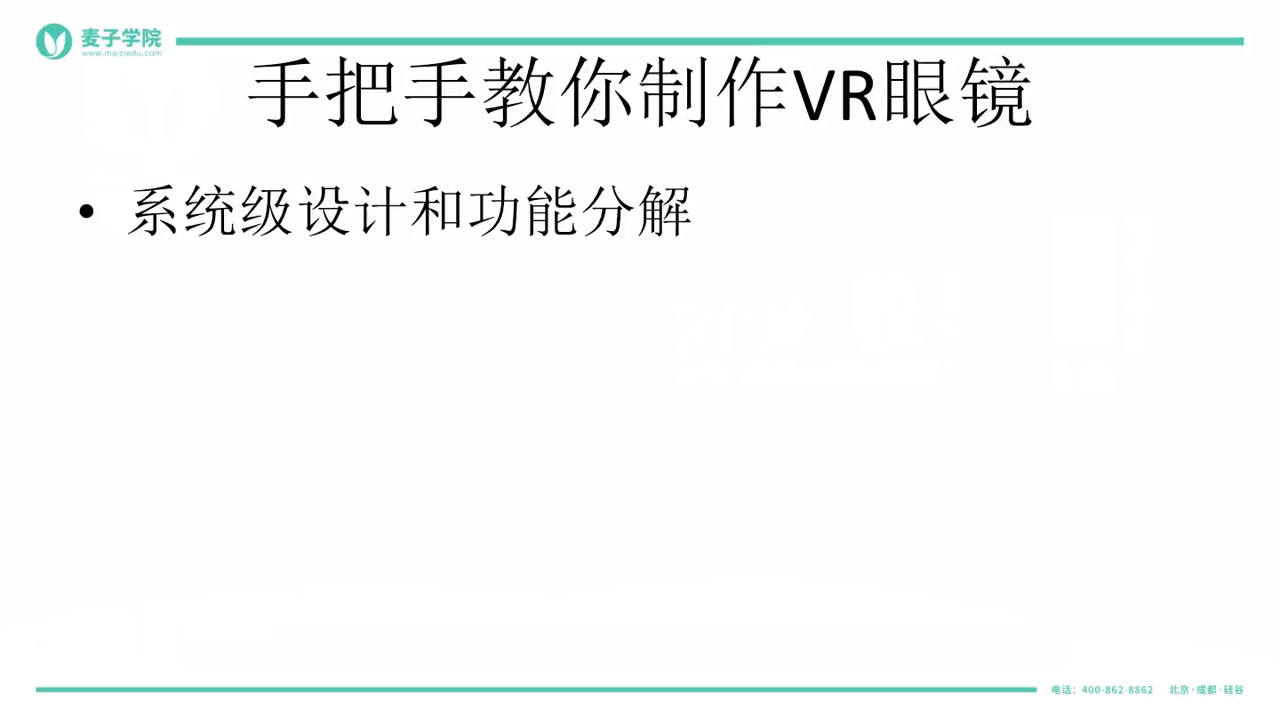 麦子学院
www.maiziedu.com
手把手教你制作VR眼镜
• 系统级设计和功能分解
电话：400-862-8862 北京·成都·硅谷